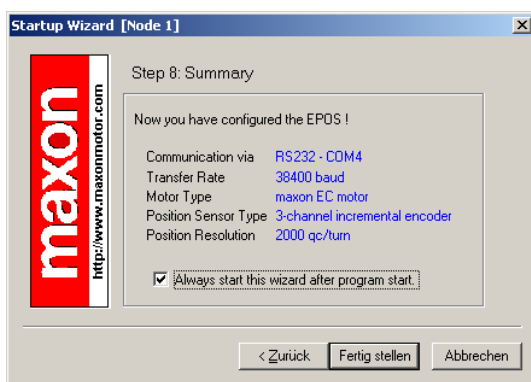 Startup Wizard [Node 1]
maxon
http://www.maxonmotor.com
Step 8: Summary
Now you have configured the EPOS !
Communication via RS232 - COM4
Transfer Rate 38400 baud
Motor Type maxon EC motor
Position Sensor Type 3-channel incremental encoder
Position Resolution 2000 qc/turn
Always start this wizard after program start.
< Zurück Fertig stellen Abbrechen